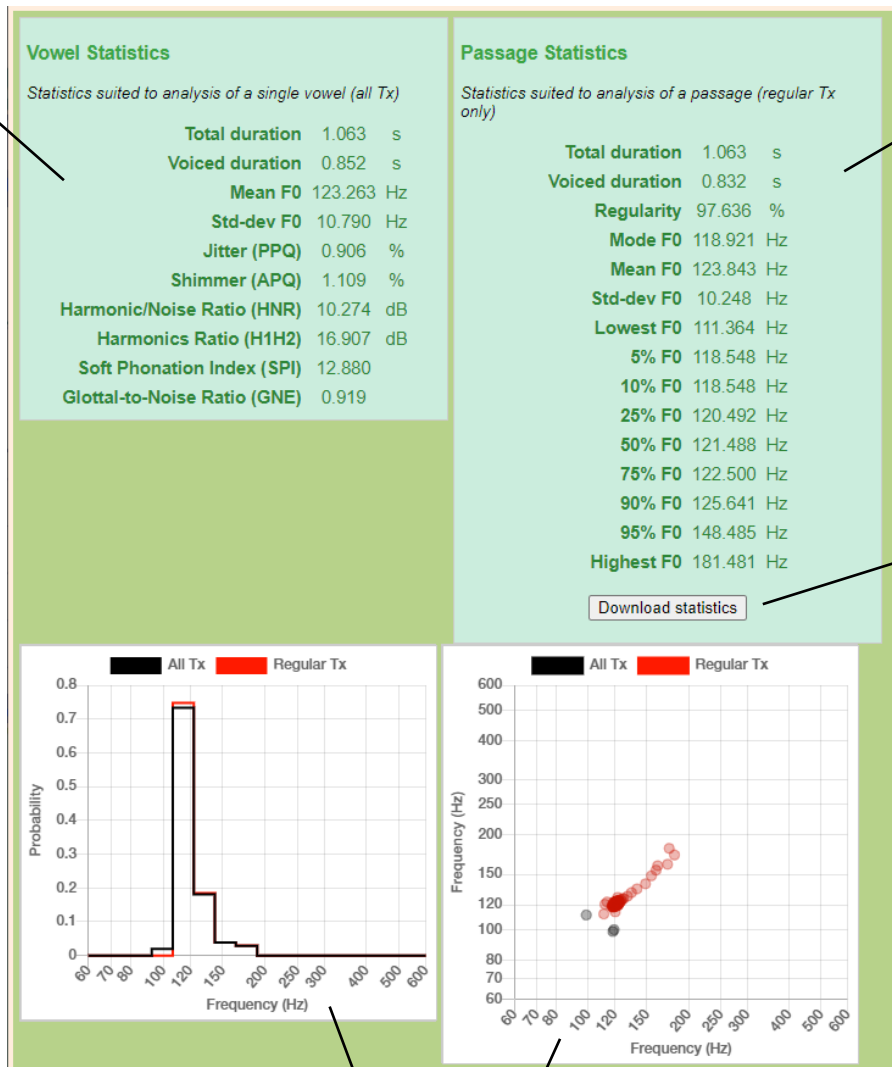 Vowel Statistics
Statistics suited to analysis of a single vowel (all Tx)
Total duration 1.063 s
Voiced duration 0.852 s
Mean F0 123.263 Hz
Std-dev F0 10.790 Hz
Jitter (PPQ) 0.906 %
Shimmer (APQ) 1.109 %
Harmonic/Noise Ratio (HNR) 10.274 dB
Harmonics Ratio (H1H2) 16.907 dB
Soft Phonation Index (SPI) 12.880
Glottal-to-Noise Ratio (GNE) 0.919
Passage Statistics
Statistics suited to analysis of a passage (regular Tx
only)
Total duration 1.063 s
Voiced duration 0.832 s
Regularity 97.636 %
Mode F0 118.921 Hz
Mean F0 123.843 Hz
Std-dev F0 10.248 Hz
Lowest F0 111.364 Hz
5% F0 118.548 Hz
10% F0 118.548 Hz
25% F0 120.492 Hz
50% F0 121.488 Hz
75% F0 122.500 Hz
90% F0 125.641 Hz
95% F0 148.485 Hz
Highest F0 181.481 Hz
Download statistics
All Tx Regular Tx
Probability
0.8
0.7
0.6
0.5
0.4
0.3
0.2
0.1
0
60 70 80 100 120 150 200 250 300 400 500 600
Frequency (Hz)
All Tx Regular Tx
Frequency (Hz)
600
500
400
300
250
200
150
120
100
80
70
60
60 70 80 100 120 150 200 250 300 400 500 600
Frequency (Hz)